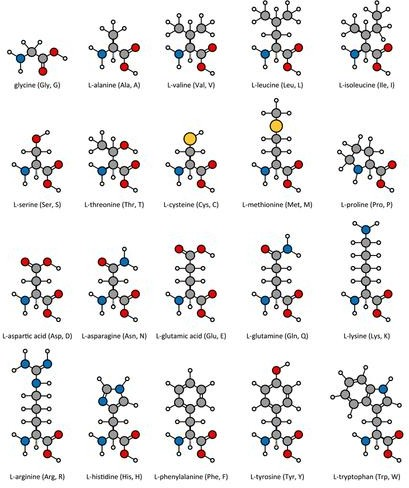 glycine (Gly, G) L-alanine (Ala, A) L-valine (Val, V) L-leucine (Leu, L) L-isoleucine (Ile, I)
L-serine (Ser, S) L-threonine (Thr, T) L-cysteine (Cys, C) L-methionine (Met, M) L-proline (Pro, P)
L-aspartic acid (Asp, D) L-asparagine (Asn, N) L-glutamic acid (Glu, E) L-glutamine (Gln, Q) L-lysine (Lys, K)
L-arginine (Arg, R) L-histidine (His, H) L-phenylalanine (Phe, F) L-tyrosine (Tyr, Y) L-tryptophan (Trp, W)